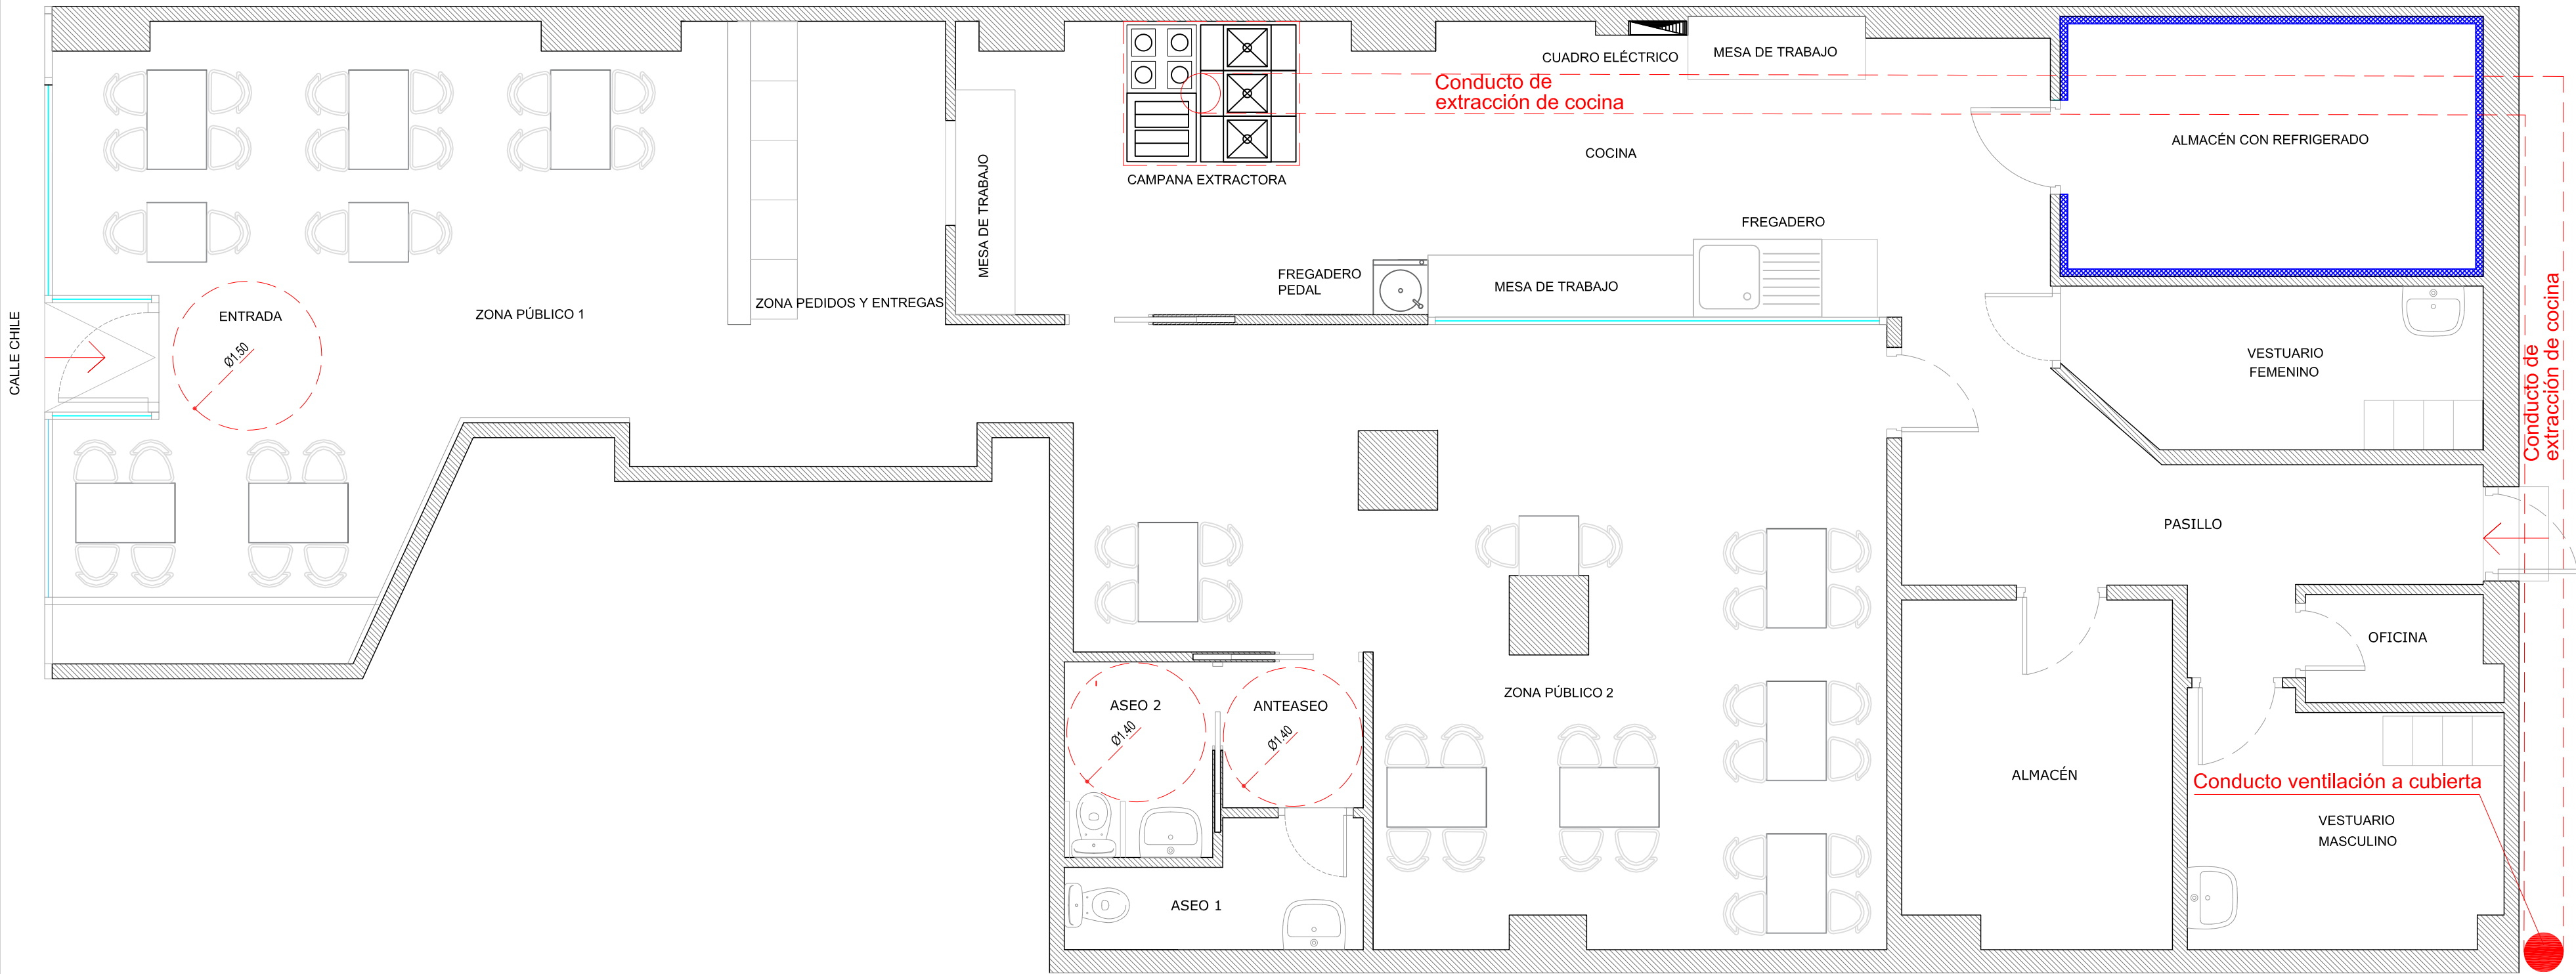 CUADRO ELÉCTRICO
MESA DE TRABAJO
Conducto de
extracción de cocina
COCINA
ALMACÉN CON REFRIGERADO
CAMPANA EXTRACTORA
MESA DE TRABAJO
FREGADERO
FREGADERO
PEDAL
MESA DE TRABAJO
ZONA PEDIDOS Y ENTREGAS
ENTRADA
ZONA PÚBLICO 1
CALLE CHILE
Ø1.50
VESTUARIO
FEMENINO
Conducto de
extracción de cocina
PASILLO
OFICINA
ASEO 2
Ø1.40
ANTEASEO
Ø1.40
ZONA PÚBLICO 2
ALMACÉN
Conducto ventilación a cubierta
VESTUARIO
MASCULINO
ASEO 1